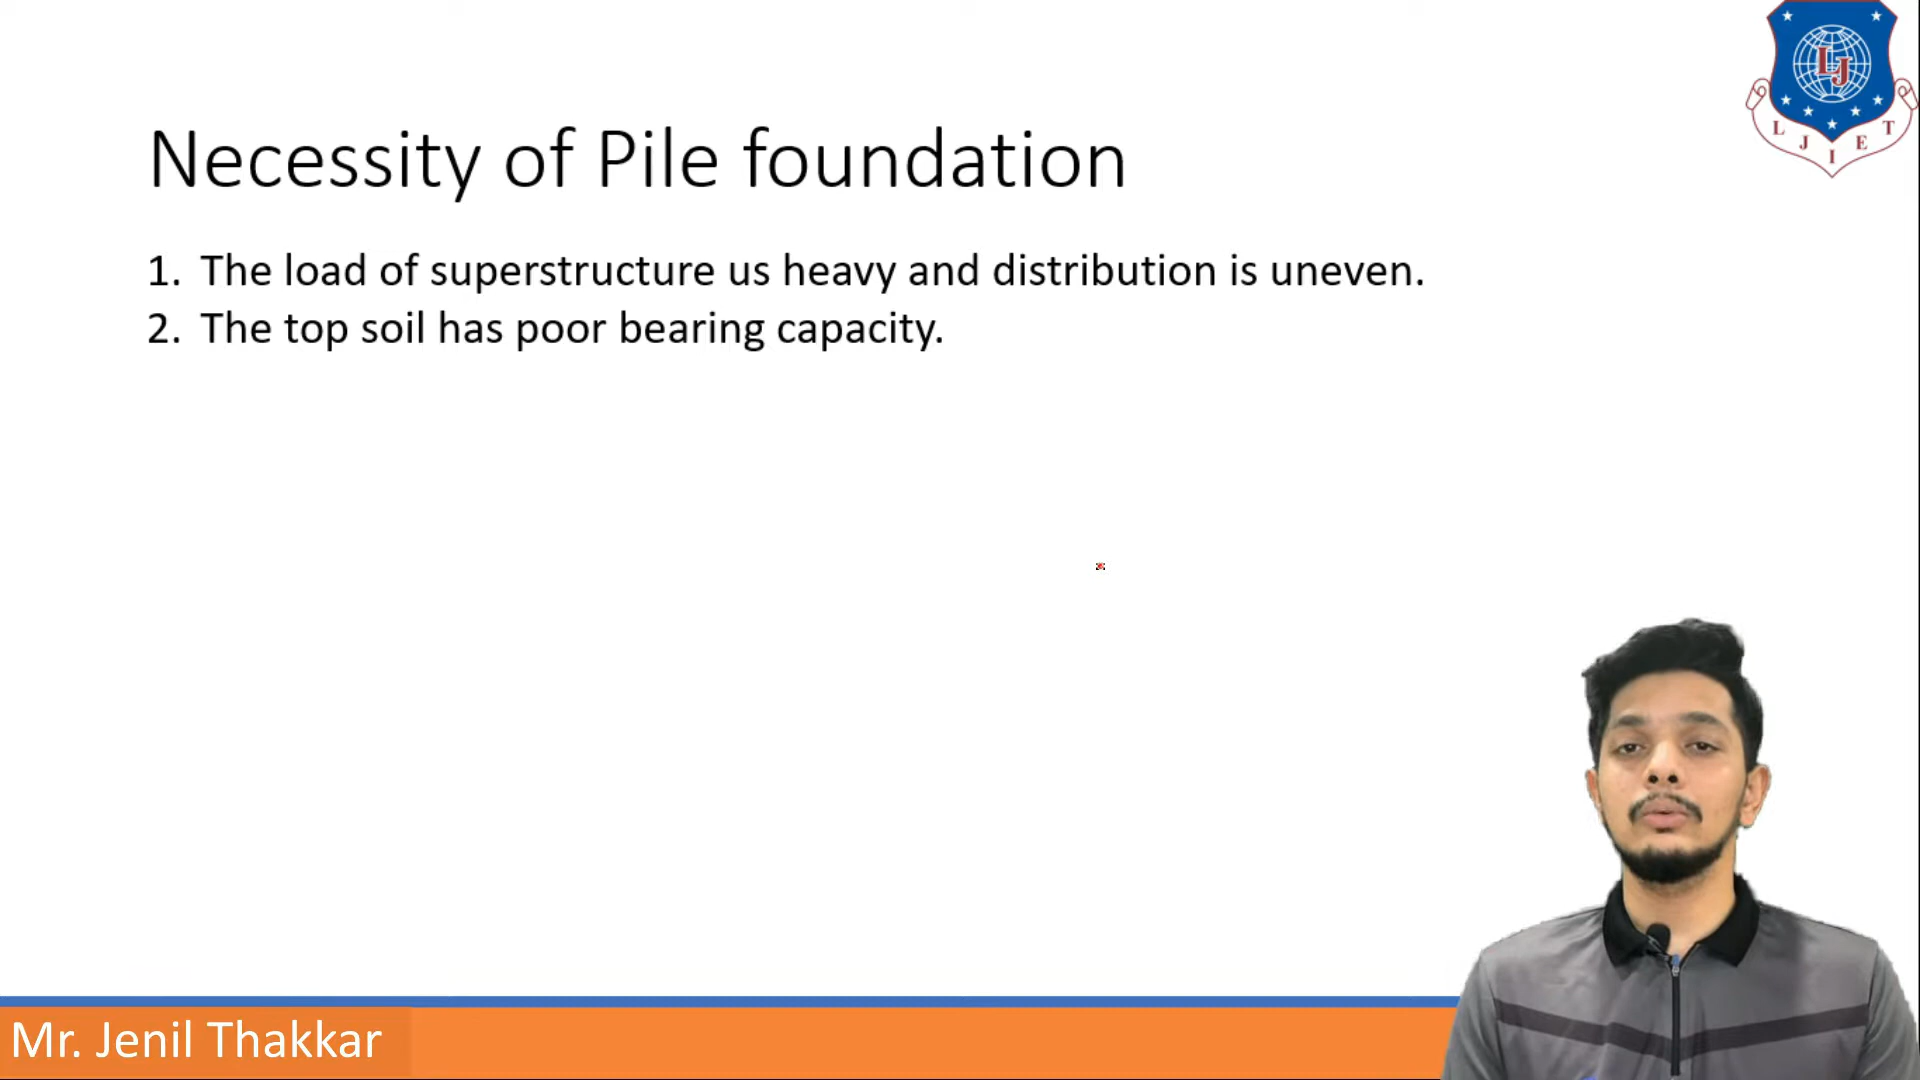 LJ
L J I E T
Necessity of Pile foundation
1. The load of superstructure us heavy and distribution is uneven.
2. The top soil has poor bearing capacity.
Mr. Jenil Thakkar